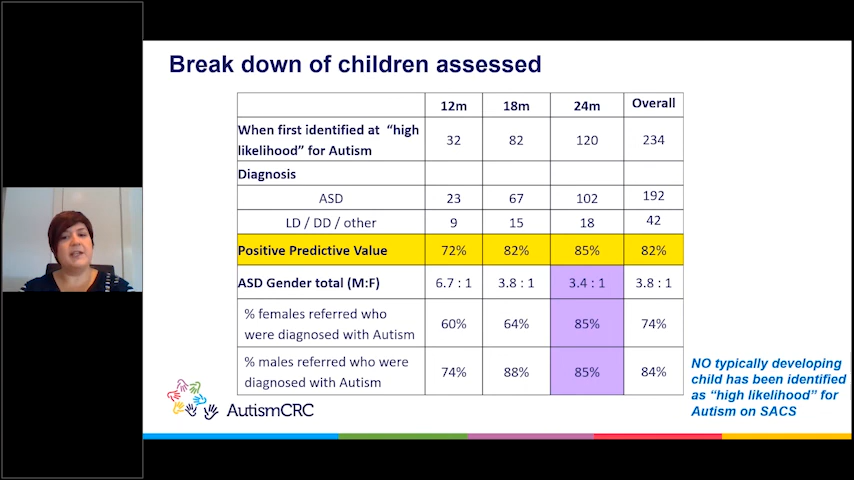 Break down of children assessed
12m 18m 24m Overall
When first identified at “high
likelihood” for Autism 32 82 120 234
Diagnosis
ASD 23 67 102 192
LD / DD / other 9 15 18 42
Positive Predictive Value 72% 82% 85% 82%
ASD Gender total (M:F) 6.7 : 1 3.8 : 1 3.4 : 1 3.8 : 1
% females referred who
were diagnosed with Autism 60% 64% 85% 74%
% males referred who were
diagnosed with Autism 74% 88% 85% 84%
NO typically developing
child has been identified
as “high likelihood” for
Autism on SACS
AutismCRC